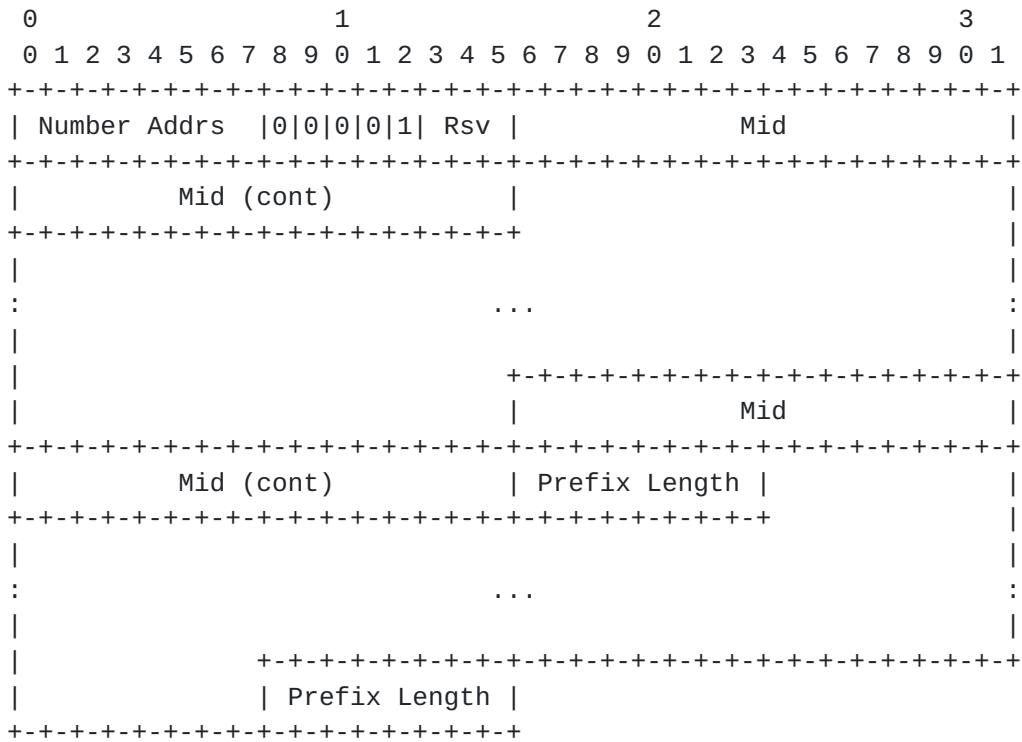 0                   1                   2                   3
 0 1 2 3 4 5 6 7 8 9 0 1 2 3 4 5 6 7 8 9 0 1 2 3 4 5 6 7 8 9 0 1
+-+-+-+-+-+-+-+-+-+-+-+-+-+-+-+-+-+-+-+-+-+-+-+-+-+-+-+-+-+-+-+-+
| Number Addrs  |0|0|0|0|1| Rsv |              Mid              |
+-+-+-+-+-+-+-+-+-+-+-+-+-+-+-+-+-+-+-+-+-+-+-+-+-+-+-+-+-+-+-+-+
|          Mid (cont)           |                               |
+-+-+-+-+-+-+-+-+-+-+-+-+-+-+-+-+                               |
|                                                               |
:                              ...                              :
|                                                               |
|                               +-+-+-+-+-+-+-+-+-+-+-+-+-+-+-+-+
|                               |              Mid              |
+-+-+-+-+-+-+-+-+-+-+-+-+-+-+-+-+-+-+-+-+-+-+-+-+-+-+-+-+-+-+-+-+
|          Mid (cont)           | Prefix Length |               |
+-+-+-+-+-+-+-+-+-+-+-+-+-+-+-+-+-+-+-+-+-+-+-+-+               |
|                                                               |
:                              ...                              :
|                                                               |
|               +-+-+-+-+-+-+-+-+-+-+-+-+-+-+-+-+-+-+-+-+-+-+-+-+
|               | Prefix Length |
+-+-+-+-+-+-+-+-+-+-+-+-+-+-+-+-+